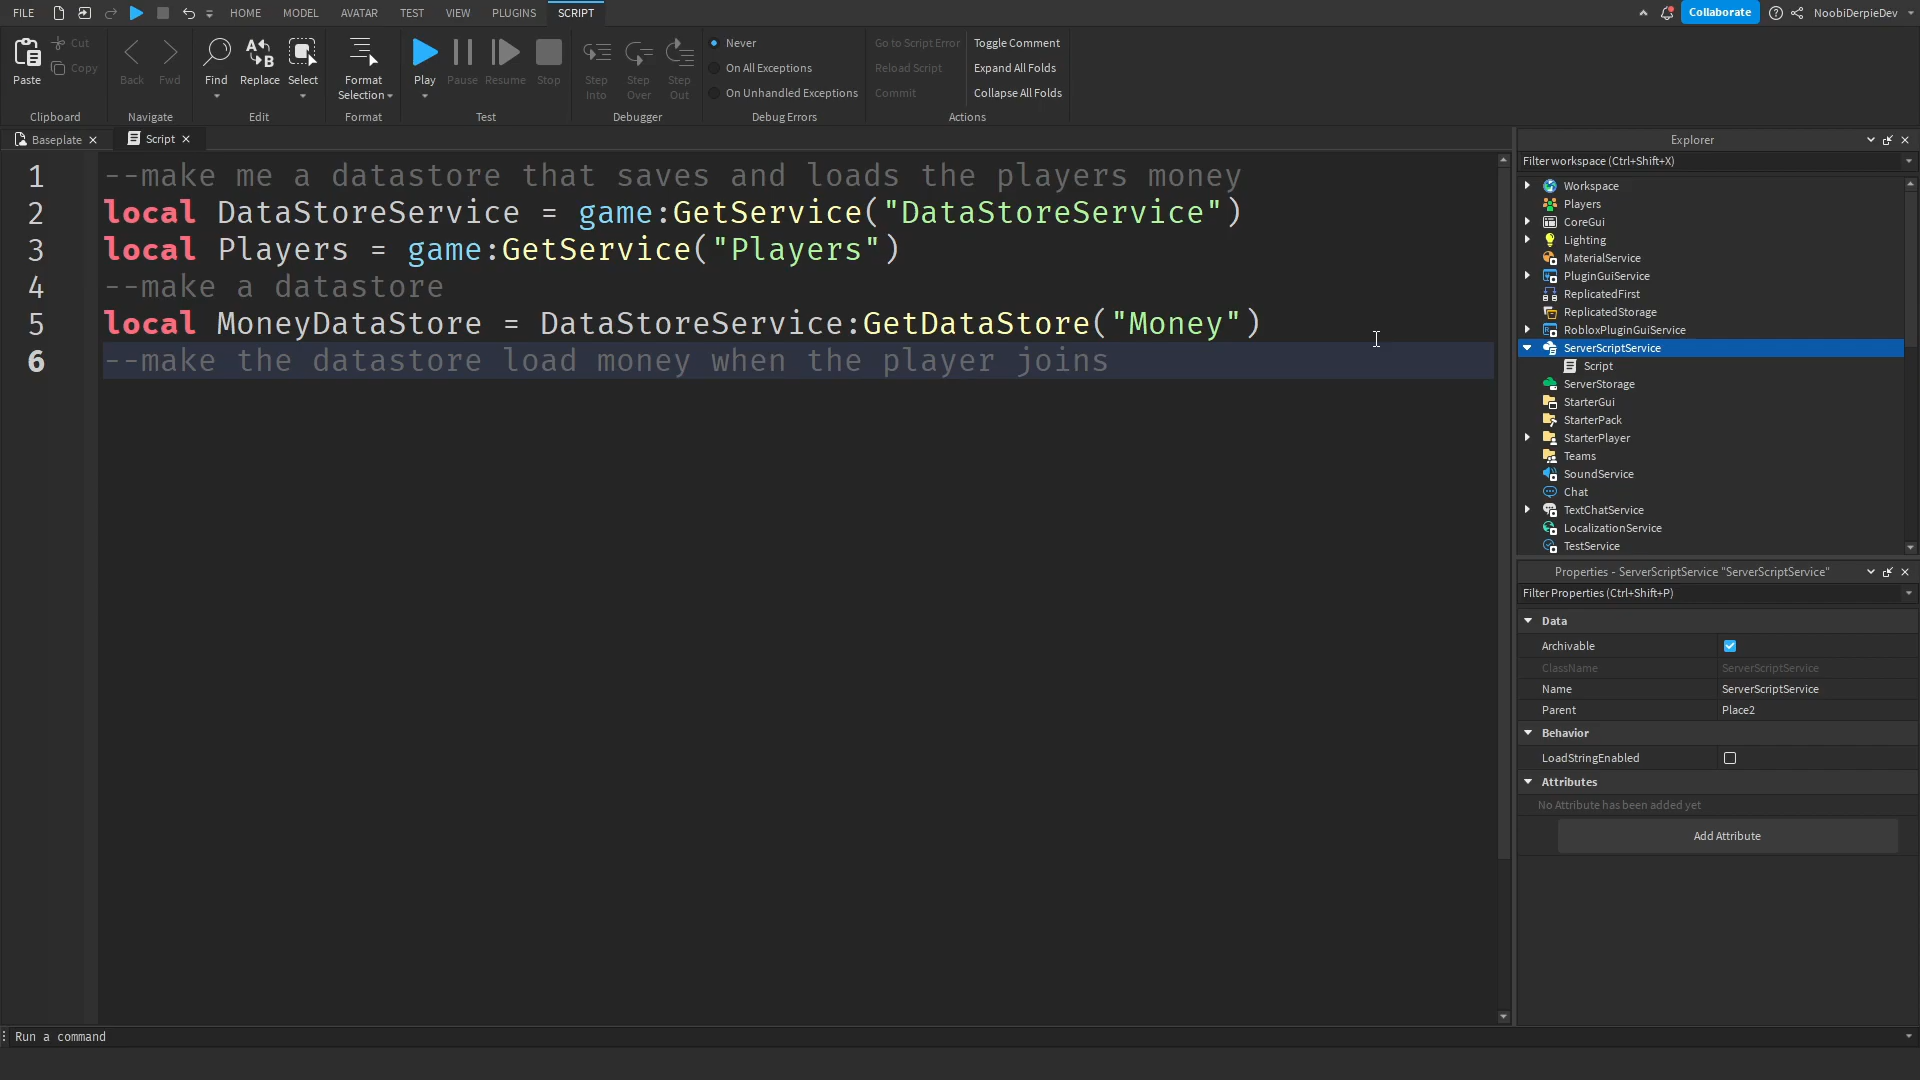 FILE HOME MODEL AVATAR TEST VIEW PLUGINS SCRIPT Collaborate NoobiDerpieDev
Paste Cut Copy
Back Fwd
Find Replace Select
Format Selection
Play Pause Resume Stop
Step Into Step Over Step Out
Never
On All Exceptions
On Unhandled Exceptions
Go to Script Error
Reload Script
Commit
Toggle Comment
Expand All Folds
Collapse All Folds
Clipboard Navigate Edit Format Test Debugger Debug Errors Actions
Baseplate Script
1 --make me a datastore that saves and loads the players money
2 local DataStoreService = game:GetService("DataStoreService")
3 local Players = game:GetService("Players")
4 --make a datastore
5 local MoneyDataStore = DataStoreService:GetDataStore("Money")
6 --make the datastore load money when the player joins
Explorer
Filter workspace (Ctrl+Shift+X)
Workspace
Players
CoreGui
Lighting
MaterialService
PluginGuiService
ReplicatedFirst
ReplicatedStorage
RobloxPluginGuiService
ServerScriptService
Script
ServerStorage
StarterGui
StarterPack
StarterPlayer
Teams
SoundService
Chat
TextChatService
LocalizationService
TestService
Properties - ServerScriptService "ServerScriptService"
Filter Properties (Ctrl+Shift+P)
Data
Archivable
ClassName ServerScriptService
Name ServerScriptService
Parent Place2
Behavior
LoadStringEnabled
Attributes
No Attribute has been added yet
Add Attribute
Run a command